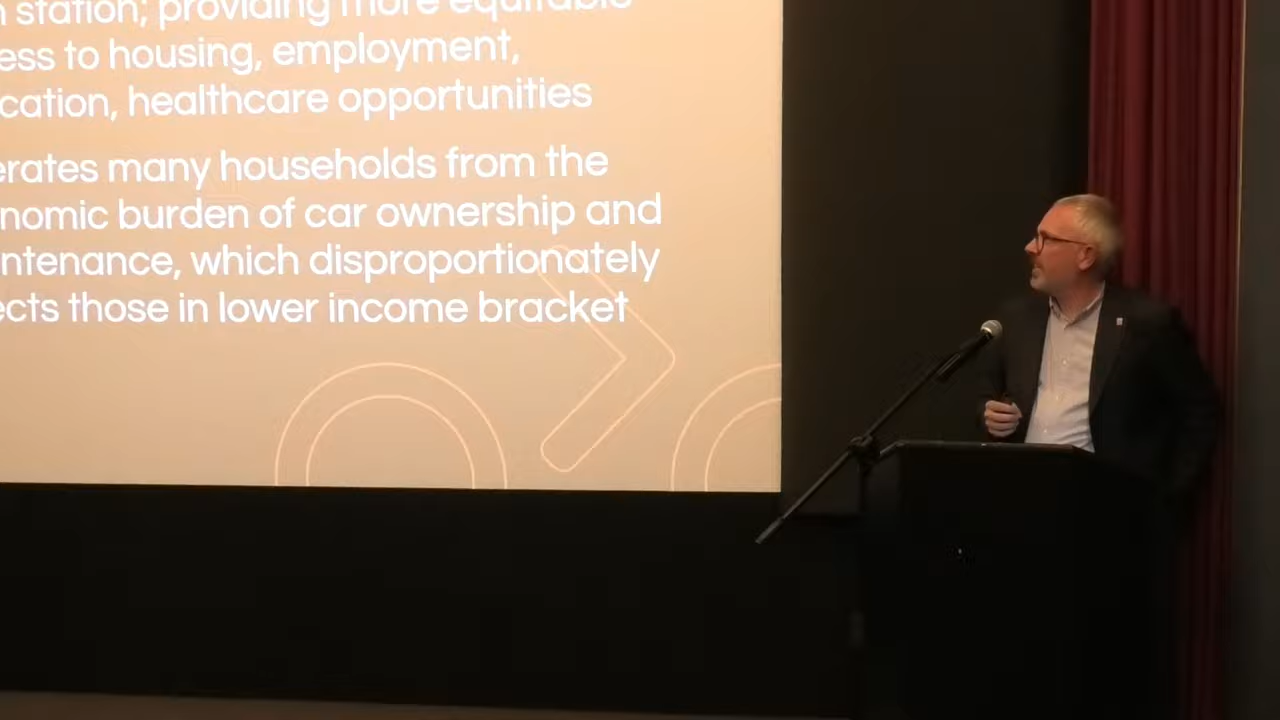 n station; providing more equitable
ess to housing, employment,
cation, healthcare opportunities
erates many households from the
nomic burden of car ownership and
ntenance, which disproportionately
ects those in lower income bracket